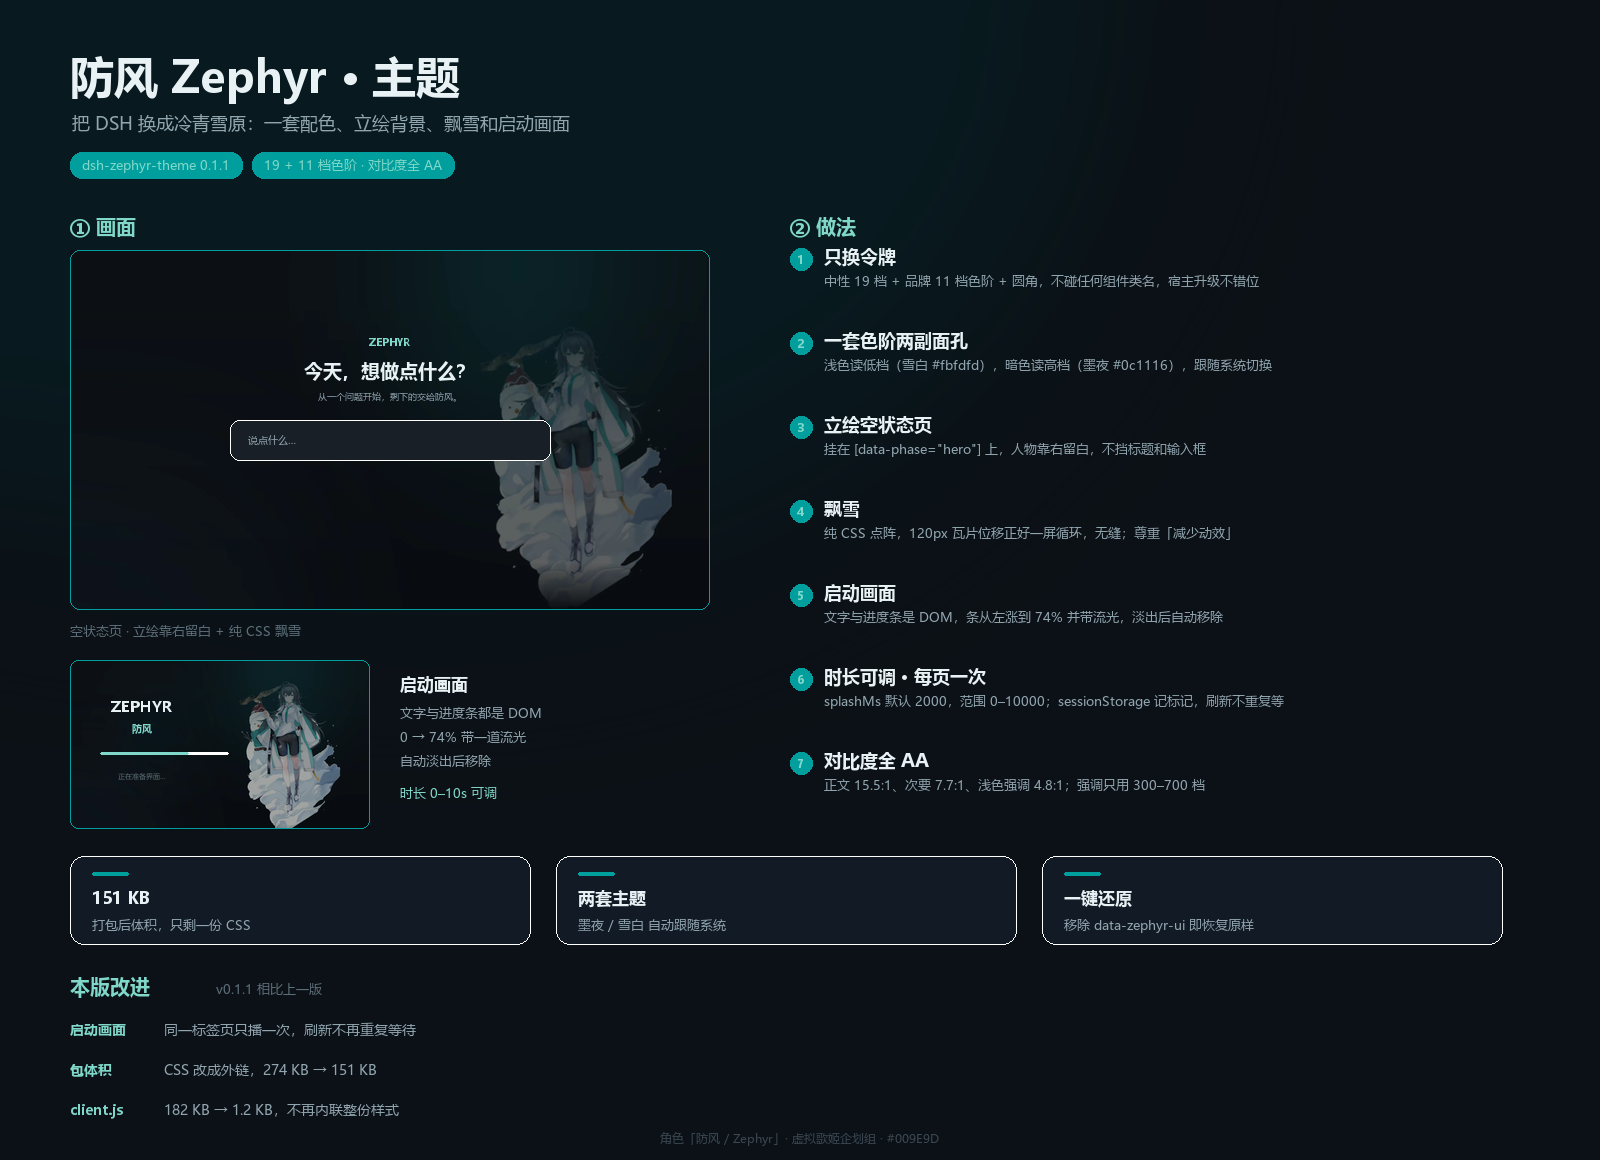 防风 Zephyr · 主题
把 DSH 换成冷青雪原：一套配色、立绘背景、飘雪和启动画面
dsh-zephyr-theme 0.1.1
19 + 11 档色阶 · 对比度全 AA
① 画面
ZEPHYR
今天，想做点什么?
从一个问题开始，剩下的交给防风。
说点什么...
空状态页 · 立绘靠右留白 + 纯 CSS 飘雪
ZEPHYR
防风
正在准备界面...
启动画面
文字与进度条都是 DOM
0 → 74% 带一道流光
自动淡出后移除
时长 0–10s 可调
② 做法
1 只换令牌
中性 19 档 + 品牌 11 档色阶 + 圆角，不碰任何组件类名，宿主升级不错位
2 一套色阶两副面孔
浅色读低档（雪白 #fbfdfd），暗色读高档（墨夜 #0c1116），跟随系统切换
3 立绘空状态页
挂在 [data-phase="hero"] 上，人物靠右留白，不挡标题和输入框
4 飘雪
纯 CSS 点阵，120px 瓦片位移正好一屏循环，无缝；尊重「减少动效」
5 启动画面
文字与进度条是 DOM，条从左涨到 74% 并带流光，淡出后自动移除
6 时长可调 · 每页一次
splashMs 默认 2000，范围 0–10000；sessionStorage 记标记，刷新不重复等
7 对比度全 AA
正文 15.5:1、次要 7.7:1、浅色强调 4.8:1；强调只用 300–700 档
151 KB
打包后体积，只剩一份 CSS
两套主题
墨夜 / 雪白 自动跟随系统
一键还原
移除 data-zephyr-ui 即恢复原样
本版改进 v0.1.1 相比上一版
启动画面 同一标签页只播一次，刷新不再重复等待
包体积 CSS 改成外链，274 KB → 151 KB
client.js 182 KB → 1.2 KB，不再内联整份样式
角色「防风 / Zephyr」· 虚拟歌姬企划组 · #009E9D